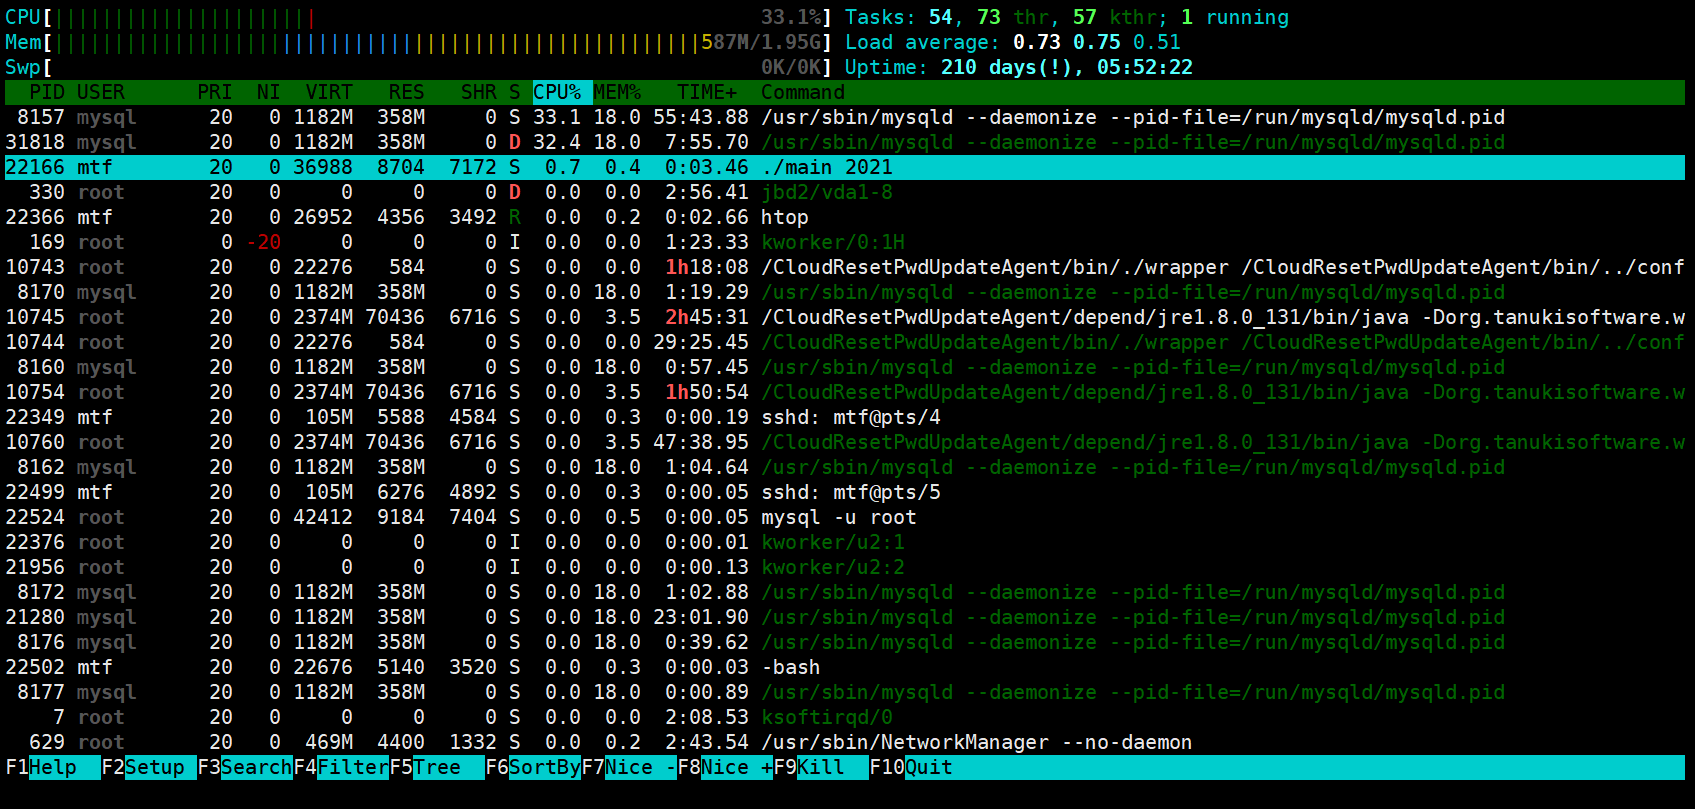 CPU[||||||||||||||||||||||                                     33.1%] Tasks: 54, 73 thr, 57 kthr; 1 running
Mem[||||||||||||||||||||||||||||||||||||||||||||||||||||||587M/1.95G] Load average: 0.73 0.75 0.51
Swp[                                                           0K/0K] Uptime: 210 days(!), 05:52:22
  PID USER      PRI  NI  VIRT   RES   SHR S CPU% MEM%   TIME+  Command
 8157 mysql      20   0 1182M  358M     0 S 33.1 18.0 55:43.88 /usr/sbin/mysqld --daemonize --pid-file=/run/mysqld/mysqld.pid
31818 mysql      20   0 1182M  358M     0 D 32.4 18.0  7:55.70 /usr/sbin/mysqld --daemonize --pid-file=/run/mysqld/mysqld.pid
22166 mtf        20   0 36988  8704  7172 S  0.7  0.4  0:03.46 ./main 2021
  330 root       20   0     0     0     0 D  0.0  0.0  2:56.41 jbd2/vda1-8
22366 mtf        20   0 26952  4356  3492 R  0.0  0.2  0:02.66 htop
  169 root        0 -20     0     0     0 I  0.0  0.0  1:23.33 kworker/0:1H
10743 root       20   0 22276   584     0 S  0.0  0.0  1h18:08 /CloudResetPwdUpdateAgent/bin/./wrapper /CloudResetPwdUpdateAgent/bin/../conf
 8170 mysql      20   0 1182M  358M     0 S  0.0 18.0  1:19.29 /usr/sbin/mysqld --daemonize --pid-file=/run/mysqld/mysqld.pid
10745 root       20   0 2374M 70436  6716 S  0.0  3.5  2h45:31 /CloudResetPwdUpdateAgent/depend/jre1.8.0_131/bin/java -Dorg.tanukisoftware.w
10744 root       20   0 22276   584     0 S  0.0  0.0 29:25.45 /CloudResetPwdUpdateAgent/bin/./wrapper /CloudResetPwdUpdateAgent/bin/../conf
 8160 mysql      20   0 1182M  358M     0 S  0.0 18.0  0:57.45 /usr/sbin/mysqld --daemonize --pid-file=/run/mysqld/mysqld.pid
10754 root       20   0 2374M 70436  6716 S  0.0  3.5  1h50:54 /CloudResetPwdUpdateAgent/depend/jre1.8.0_131/bin/java -Dorg.tanukisoftware.w
22349 mtf        20   0  105M  5588  4584 S  0.0  0.3  0:00.19 sshd: mtf@pts/4
10760 root       20   0 2374M 70436  6716 S  0.0  3.5 47:38.95 /CloudResetPwdUpdateAgent/depend/jre1.8.0_131/bin/java -Dorg.tanukisoftware.w
 8162 mysql      20   0 1182M  358M     0 S  0.0 18.0  1:04.64 /usr/sbin/mysqld --daemonize --pid-file=/run/mysqld/mysqld.pid
22499 mtf        20   0  105M  6276  4892 S  0.0  0.3  0:00.05 sshd: mtf@pts/5
22524 root       20   0 42412  9184  7404 S  0.0  0.5  0:00.05 mysql -u root
22376 root       20   0     0     0     0 I  0.0  0.0  0:00.01 kworker/u2:1
21956 root       20   0     0     0     0 I  0.0  0.0  0:00.13 kworker/u2:2
 8172 mysql      20   0 1182M  358M     0 S  0.0 18.0  1:02.88 /usr/sbin/mysqld --daemonize --pid-file=/run/mysqld/mysqld.pid
21280 mysql      20   0 1182M  358M     0 S  0.0 18.0 23:01.90 /usr/sbin/mysqld --daemonize --pid-file=/run/mysqld/mysqld.pid
 8176 mysql      20   0 1182M  358M     0 S  0.0 18.0  0:39.62 /usr/sbin/mysqld --daemonize --pid-file=/run/mysqld/mysqld.pid
22502 mtf        20   0 22676  5140  3520 S  0.0  0.3  0:00.03 -bash
 8177 mysql      20   0 1182M  358M     0 S  0.0 18.0  0:00.89 /usr/sbin/mysqld --daemonize --pid-file=/run/mysqld/mysqld.pid
    7 root       20   0     0     0     0 S  0.0  0.0  2:08.53 ksoftirqd/0
  629 root       20   0  469M  4400  1332 S  0.0  0.2  2:43.54 /usr/sbin/NetworkManager --no-daemon
F1Help  F2Setup F3SearchF4FilterF5Tree  F6SortByF7Nice -F8Nice +F9Kill  F10Quit